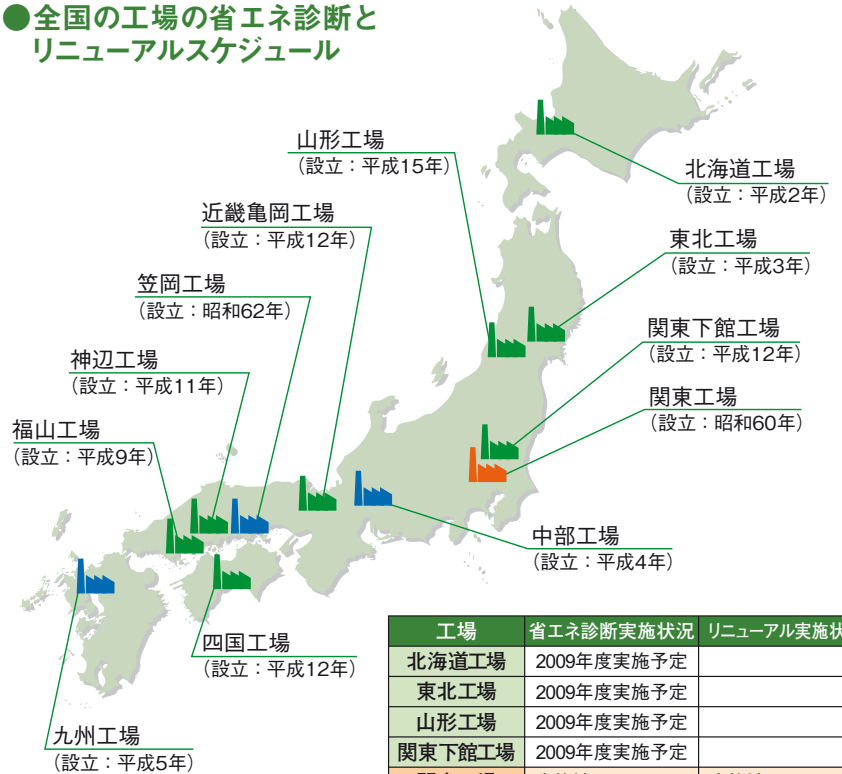 ●全国の工場の省エネ診断と
リニューアルスケジュール
山形工場
(設立：平成15年)
北海道工場
(設立：平成2年)
近畿亀岡工場
(設立：平成12年)
東北工場
(設立：平成3年)
笠岡工場
(設立：昭和62年)
関東下館工場
(設立：平成12年)
神辺工場
(設立：平成11年)
関東工場
(設立：昭和60年)
福山工場
(設立：平成9年)
中部工場
(設立：平成4年)
四国工場
(設立：平成12年)
九州工場
(設立：平成5年)
工場 省エネ診断実施状況 リニューアル実施状
北海道工場 2009年度実施予定
東北工場 2009年度実施予定
山形工場 2009年度実施予定
関東下館工場 2009年度実施予定